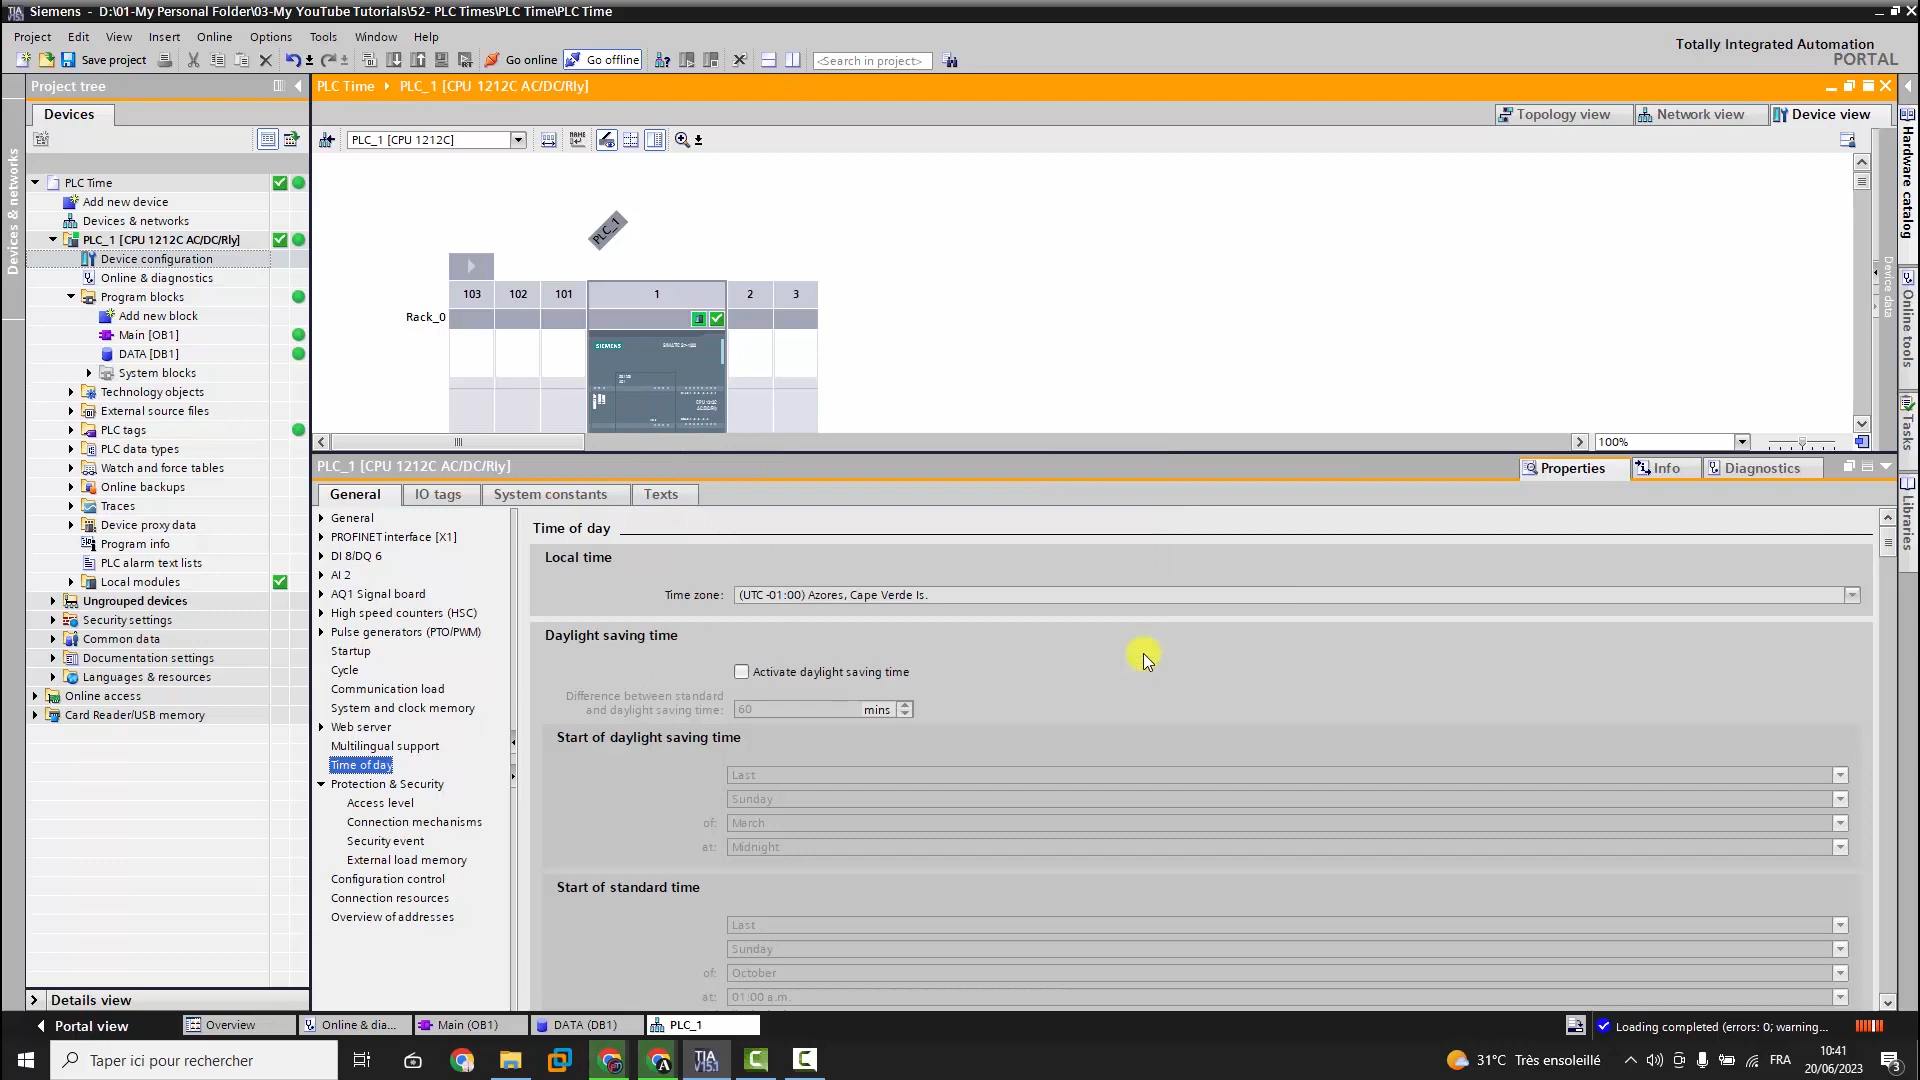 Siemens - D:\01-My Personal Folder\03-My YouTube Tutorials\52- PLC Times\PLC Time\PLC Time
Project Edit View Insert Online Options Tools Window Help
Totally Integrated Automation
PORTAL
Save project Go online Go offline <Search in project>
Project tree
PLC Time PLC_1 [CPU 1212C AC/DC/Rly]
Devices
Topology view Network view Device view
PLC_1 [CPU 1212C]
Devices & networks
PLC Time
Add new device
Devices & networks
PLC_1 [CPU 1212C AC/DC/Rly]
Device configuration
Online & diagnostics
Program blocks
Add new block
Main [OB1]
DATA [DB1]
System blocks
Technology objects
External source files
PLC tags
PLC data types
Watch and force tables
Online backups
Traces
Device proxy data
Program info
PLC alarm text lists
Local modules
Ungrouped devices
Security settings
Common data
Documentation settings
Languages & resources
Online access
Card Reader/USB memory
Details view
PLC_1
103 102 101 1 2 3
Rack_0
SIEMENS
100%
Device data
Hardware catalog
Online tools
Tasks
Libraries
PLC_1 [CPU 1212C AC/DC/Rly]
Properties Info Diagnostics
General IO tags System constants Texts
General
PROFINET interface [X1]
DI 8/DQ 6
AI 2
AQ1 Signal board
High speed counters (HSC)
Pulse generators (PTO/PWM)
Startup
Cycle
Communication load
System and clock memory
Web server
Multilingual support
Time of day
Protection & Security
Access level
Connection mechanisms
Security event
External load memory
Configuration control
Connection resources
Overview of addresses
Time of day
Local time
Time zone: (UTC -01:00) Azores, Cape Verde Is.
Daylight saving time
Activate daylight saving time
Difference between standard
and daylight saving time: 60 mins
Start of daylight saving time
Last
Sunday
of: March
at: Midnight
Start of standard time
Last
Sunday
of: October
at: 01:00 a.m.
Portal view Overview Online & dia... Main (OB1) DATA (DB1) PLC_1 Loading completed (errors: 0; warning...
Taper ici pour rechercher
TIA
V15.1
31°C Très ensoleillé
FRA
10:41
20/06/2023
3